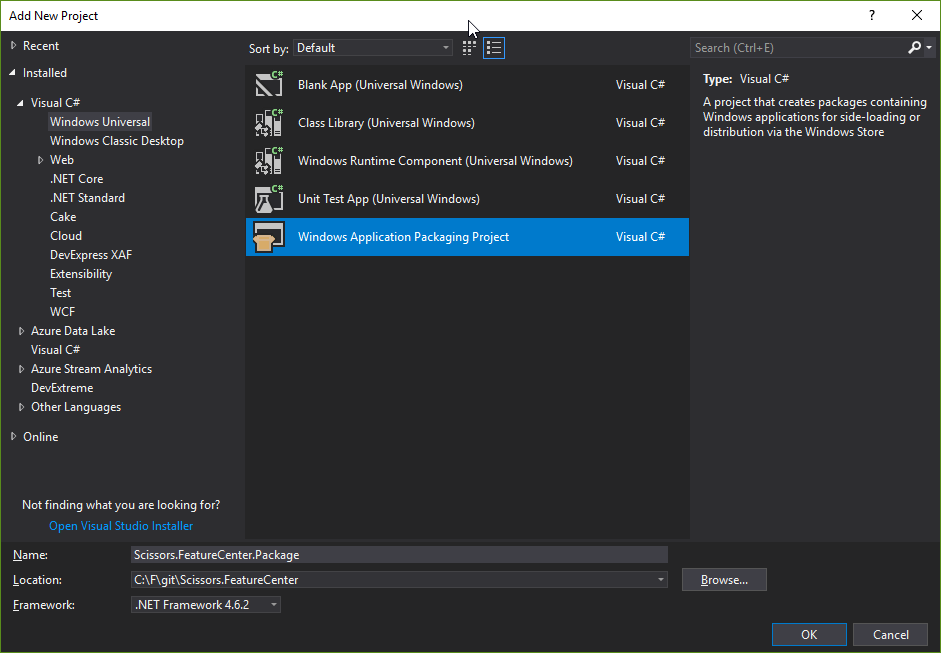 Add New Project
?
Recent
Installed
Visual C#
Windows Universal
Windows Classic Desktop
Web
.NET Core
.NET Standard
Cake
Cloud
DevExpress XAF
Extensibility
Test
WCF
Azure Data Lake
Visual C#
Azure Stream Analytics
DevExtreme
Other Languages
Online
Not finding what you are looking for?
Open Visual Studio Installer
Sort by: Default
C# Blank App (Universal Windows) Visual C#
C# Class Library (Universal Windows) Visual C#
C# Windows Runtime Component (Universal Windows) Visual C#
C# Unit Test App (Universal Windows) Visual C#
Windows Application Packaging Project Visual C#
Search (Ctrl+E)
Type: Visual C#
A project that creates packages containing
Windows applications for side-loading or
distribution via the Windows Store
Name: Scissors.FeatureCenter.Package
Location: C:\F\git\Scissors.FeatureCenter Browse...
Framework: .NET Framework 4.6.2
OK Cancel